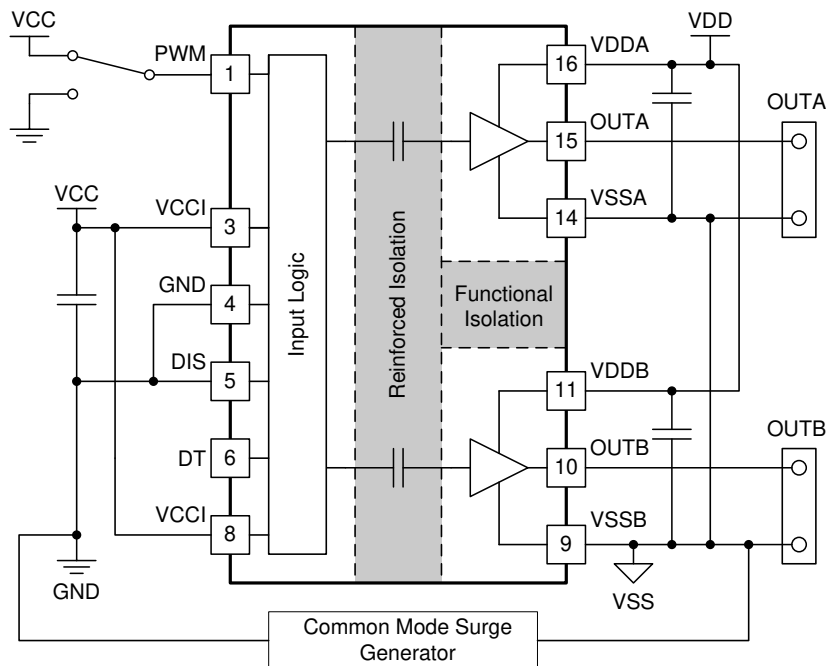 VCC
PWM
1
VCC
VCCI
3
GND
4
DIS
5
DT
6
VCCI
8
GND
Input Logic
Reinforced Isolation
Functional
Isolation
VDD
VDDA
16
OUTA
15
VSSA
14
OUTA
VDDB
11
OUTB
10
VSSB
9
OUTB
VSS
Common Mode Surge
Generator